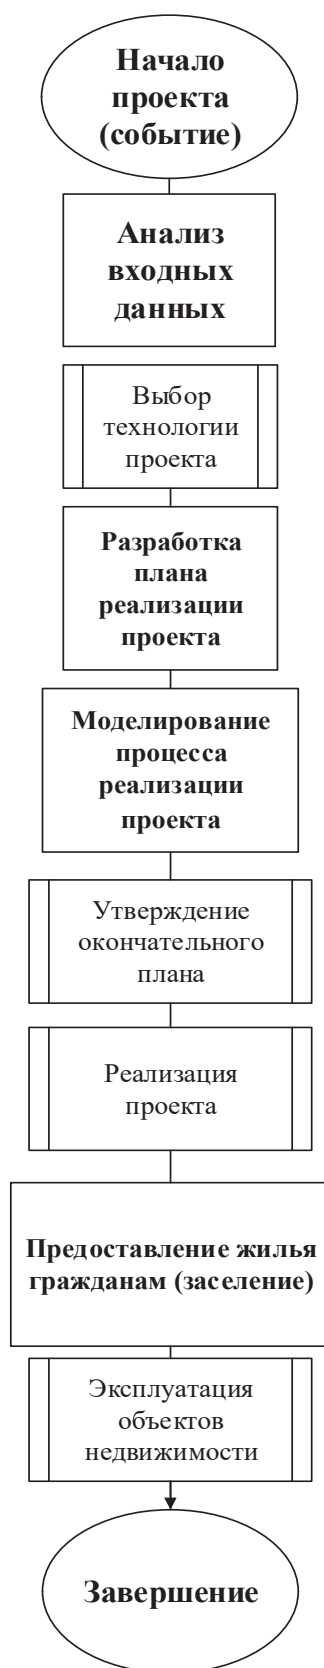 Начало
проекта
(событие)
Анализ
входных
данных
Выбор
технологии
проекта
Разработка
плана
реализации
проекта
Моделирование
процесса
реализации
проекта
Утверждение
окончательного
плана
Реализация
проекта
Предоставление жилья
гражданам (заселение)
Эксплуатация
объектов
недвижимости
Завершение